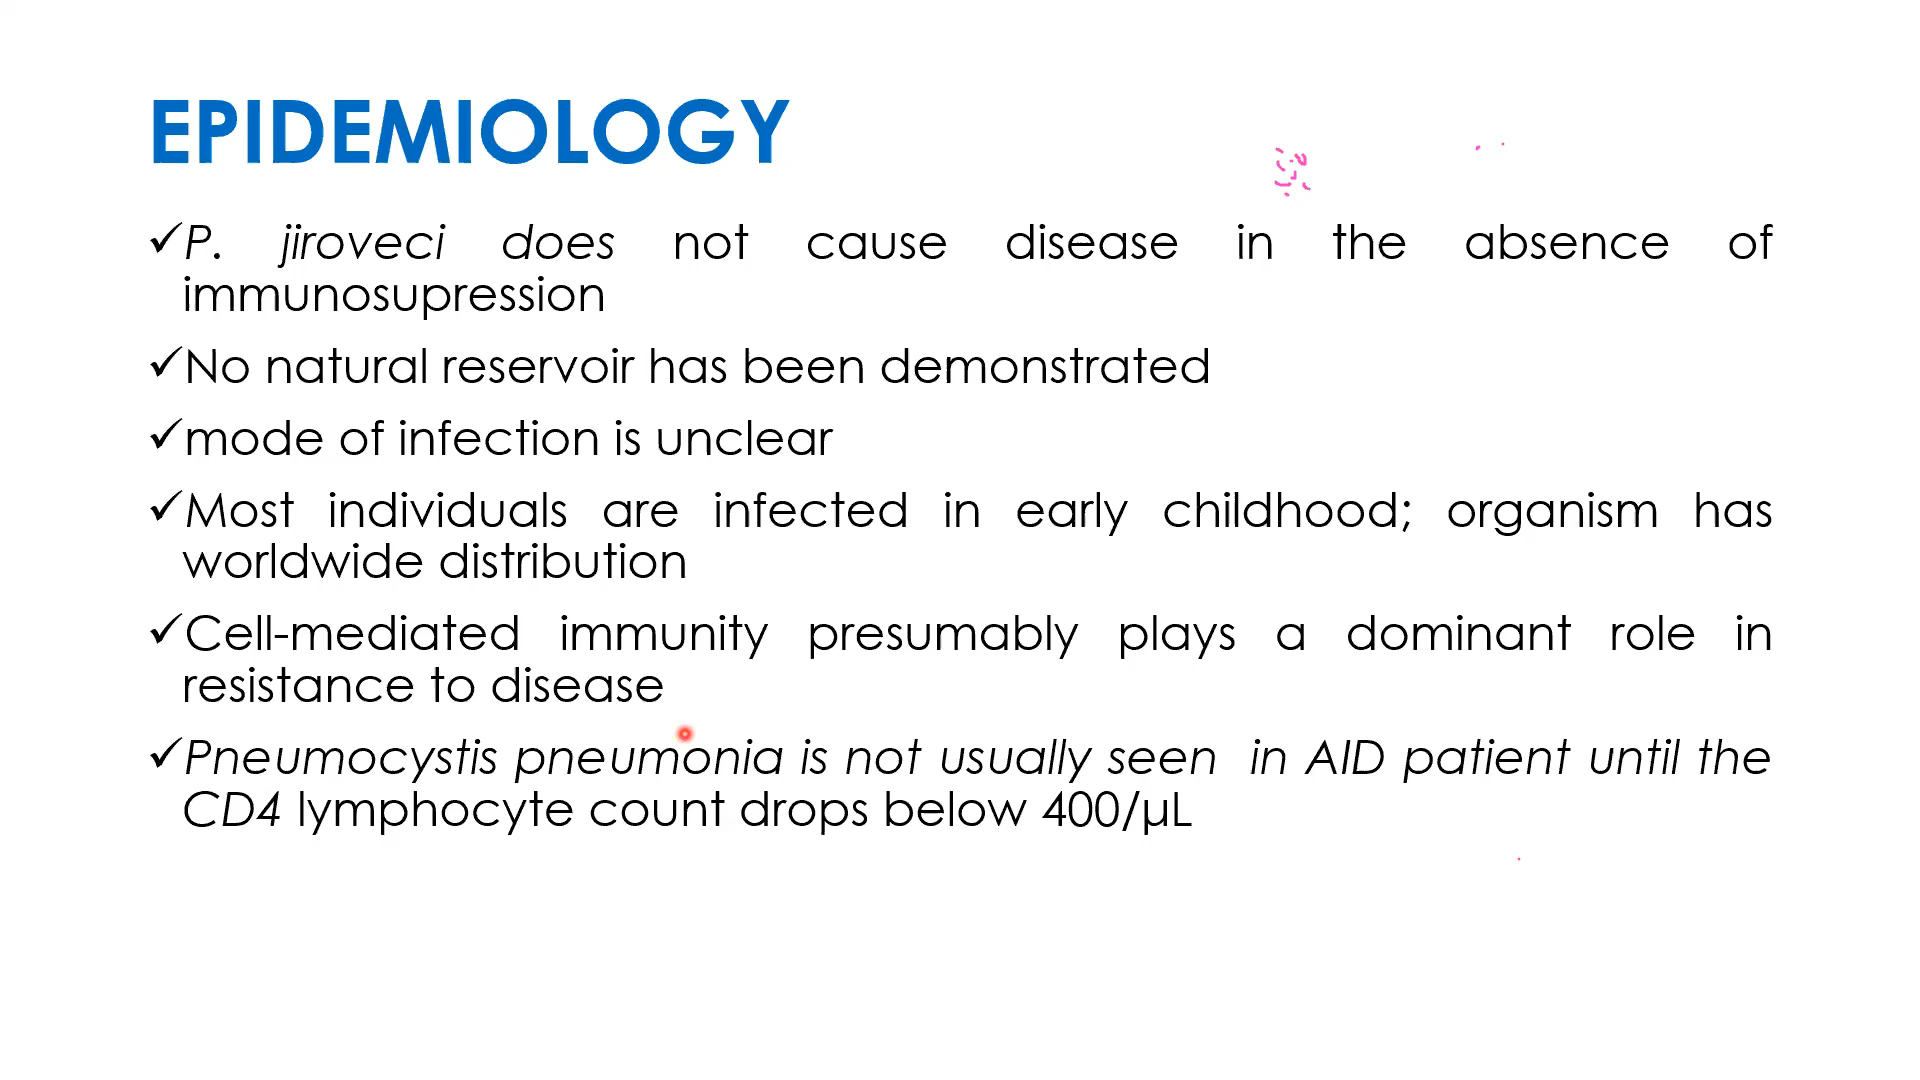 EPIDEMIOLOGY
✓P. jiroveci does not cause disease in the absence of
immunosupression
✓No natural reservoir has been demonstrated
✓mode of infection is unclear
✓Most individuals are infected in early childhood; organism has
worldwide distribution
✓Cell-mediated immunity presumably plays a dominant role in
resistance to disease
✓Pneumocystis pneumonia is not usually seen in AID patient until the
CD4 lymphocyte count drops below 400/µL